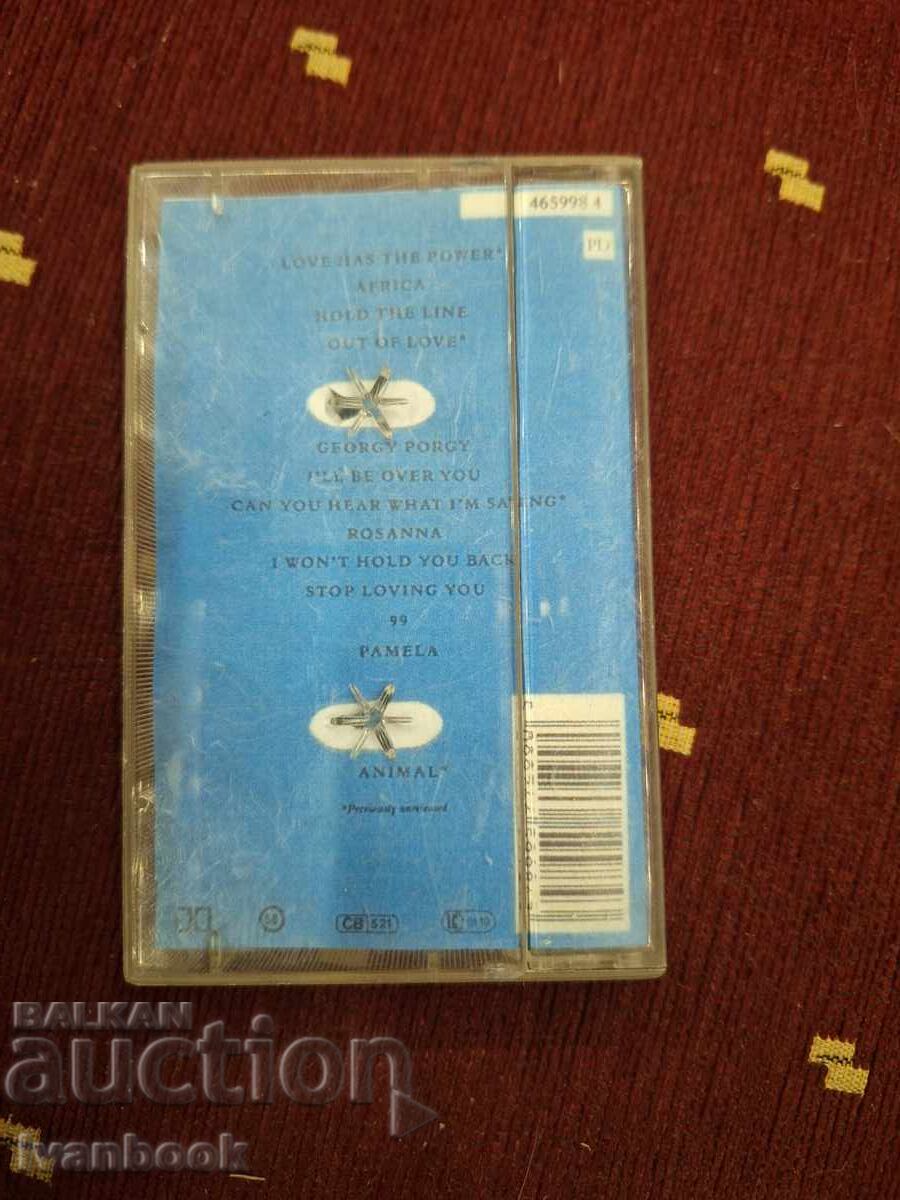 465998 4
PD
LOVE HAS THE POWER*
AFRICA
HOLD THE LINE
OUT OF LOVE*
GEORGY PORGY
I'LL BE OVER YOU
CAN YOU HEAR WHAT I'M SAYING*
ROSANNA
I WON'T HOLD YOU BACK
STOP LOVING YOU
99
PAMELA
ANIMAL*
*Previously unreleased
CB 521
BALKAN
auction
Ivanbook